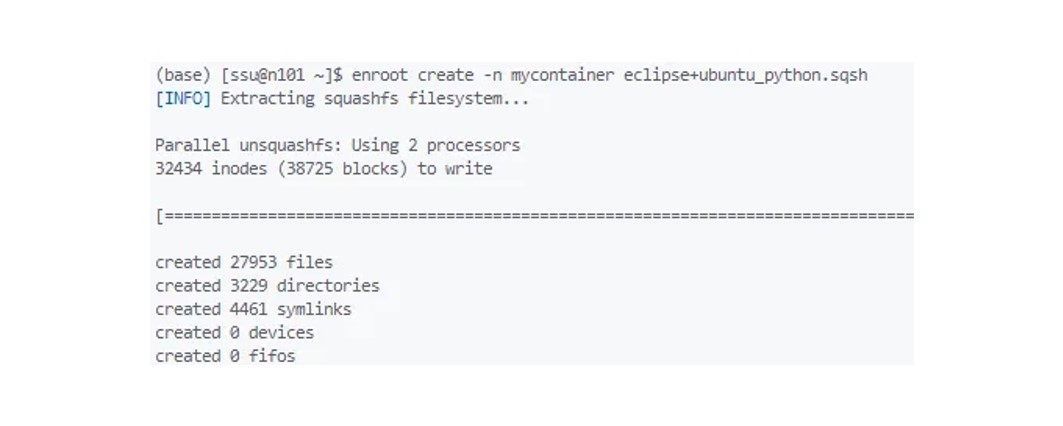 (base) [ssu@n101 ~]$ enroot create -n mycontainer eclipse+ubuntu_python.sqsh
[INFO] Extracting squashfs filesystem...
Parallel unsquashfs: Using 2 processors
32434 inodes (38725 blocks) to write
[=================================================================================
created 27953 files
created 3229 directories
created 4461 symlinks
created 0 devices
created 0 fifos